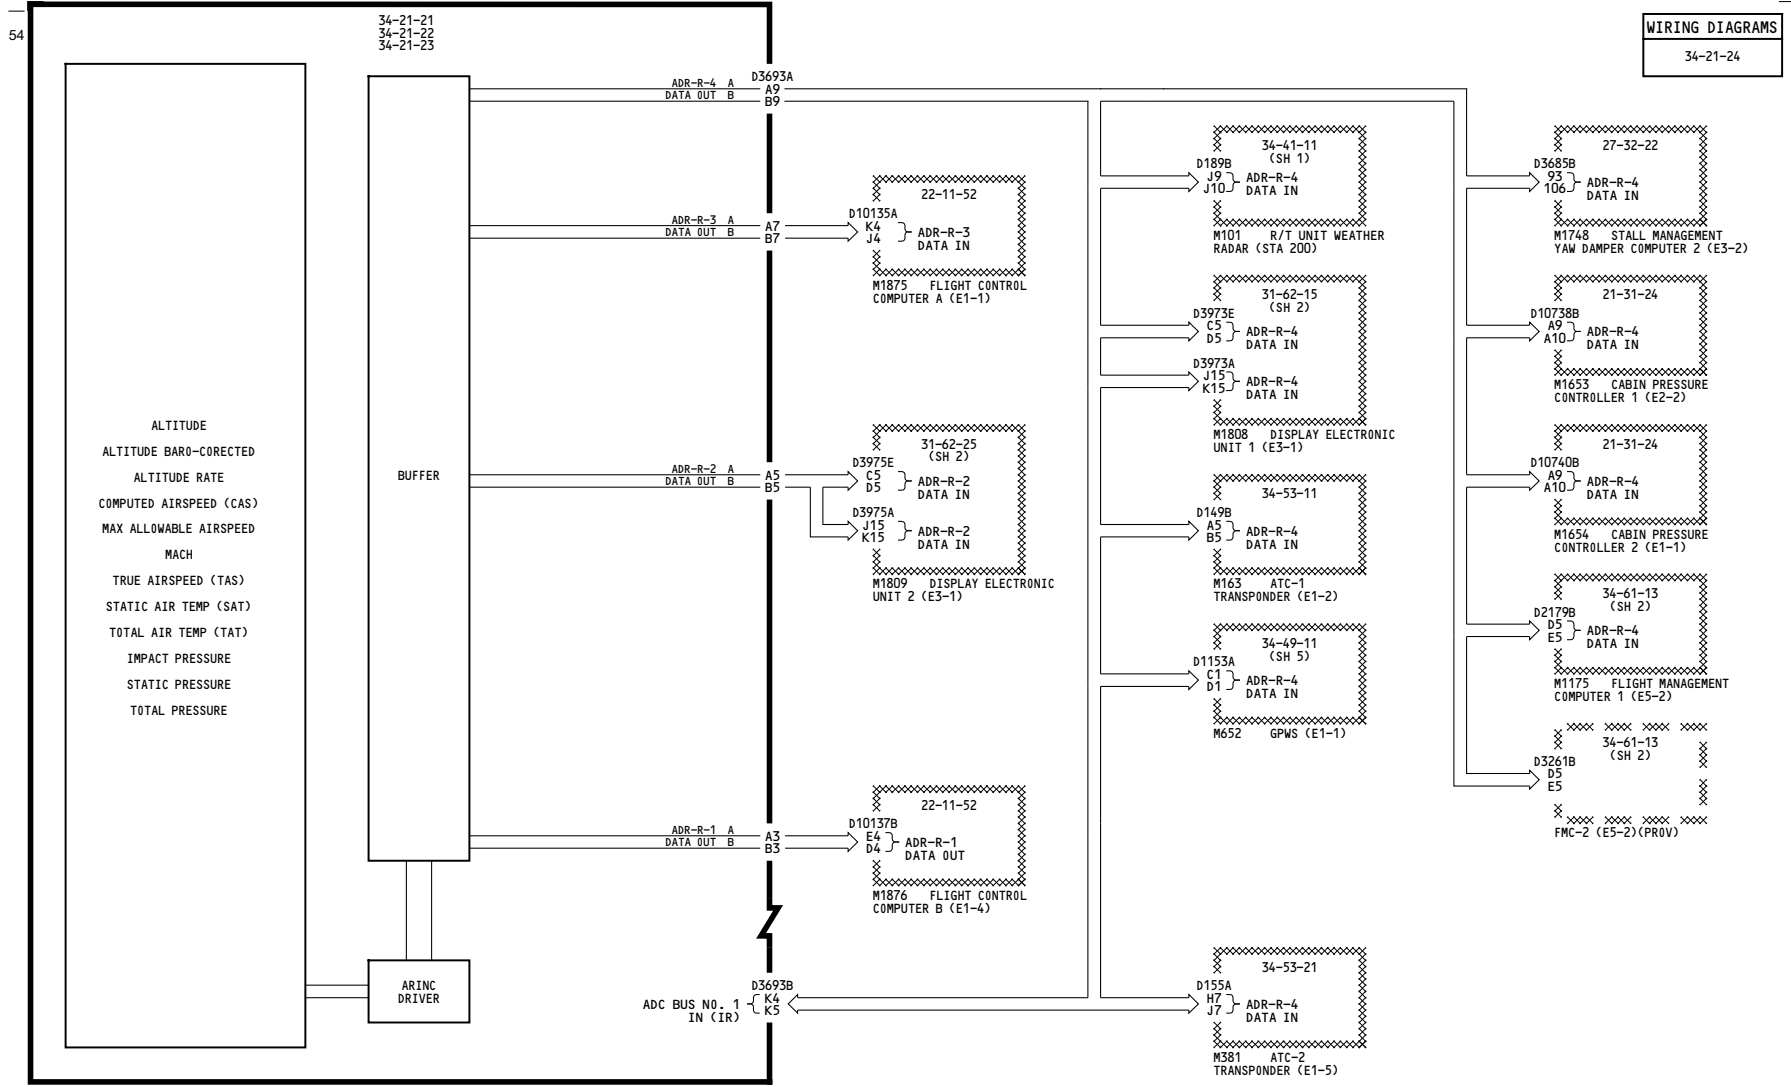 54
34-21-21
34-21-22
34-21-23
WIRING DIAGRAMS
34-21-24
ALTITUDE
ALTITUDE BARO-CORECTED
ALTITUDE RATE
COMPUTED AIRSPEED (CAS)
MAX ALLOWABLE AIRSPEED
MACH
TRUE AIRSPEED (TAS)
STATIC AIR TEMP (SAT)
TOTAL AIR TEMP (TAT)
IMPACT PRESSURE
STATIC PRESSURE
TOTAL PRESSURE
BUFFER
ARINC
DRIVER
D3693A
ADR-R-4 A A9
DATA OUT B B9
ADR-R-3 A A7
DATA OUT B B7
ADR-R-2 A A5
DATA OUT B B5
ADR-R-1 A A3
DATA OUT B B3
D3693B
ADC BUS NO. 1 K4
IN (IR) K5
22-11-52
D10135A
K4
J4
ADR-R-3
DATA IN
M1875 FLIGHT CONTROL
COMPUTER A (E1-1)
31-62-25
(SH 2)
D3975E
C5
D5
ADR-R-2
DATA IN
D3975A
J15
K15
ADR-R-2
DATA IN
M1809 DISPLAY ELECTRONIC
UNIT 2 (E3-1)
22-11-52
D10137B
E4
D4
ADR-R-1
DATA OUT
M1876 FLIGHT CONTROL
COMPUTER B (E1-4)
34-41-11
(SH 1)
D189B
J9
J10
ADR-R-4
DATA IN
M101 R/T UNIT WEATHER
RADAR (STA 200)
31-62-15
(SH 2)
D3973E
C5
D5
ADR-R-4
DATA IN
D3973A
J15
K15
ADR-R-4
DATA IN
M1808 DISPLAY ELECTRONIC
UNIT 1 (E3-1)
34-53-11
D149B
A5
B5
ADR-R-4
DATA IN
M163 ATC-1
TRANSPONDER (E1-2)
34-49-11
(SH 5)
D1153A
C1
D1
ADR-R-4
DATA IN
M652 GPWS (E1-1)
34-53-21
D155A
H7
J7
ADR-R-4
DATA IN
M381 ATC-2
TRANSPONDER (E1-5)
27-32-22
D3685B
93
106
ADR-R-4
DATA IN
M1748 STALL MANAGEMENT
YAW DAMPER COMPUTER 2 (E3-2)
21-31-24
D10738B
A9
A10
ADR-R-4
DATA IN
M1653 CABIN PRESSURE
CONTROLLER 1 (E2-2)
21-31-24
D10740B
A9
A10
ADR-R-4
DATA IN
M1654 CABIN PRESSURE
CONTROLLER 2 (E1-1)
34-61-13
(SH 2)
D2179B
D5
E5
ADR-R-4
DATA IN
M1175 FLIGHT MANAGEMENT
COMPUTER 1 (E5-2)
34-61-13
(SH 2)
D3261B
D5
E5
FMC-2 (E5-2)(PROV)